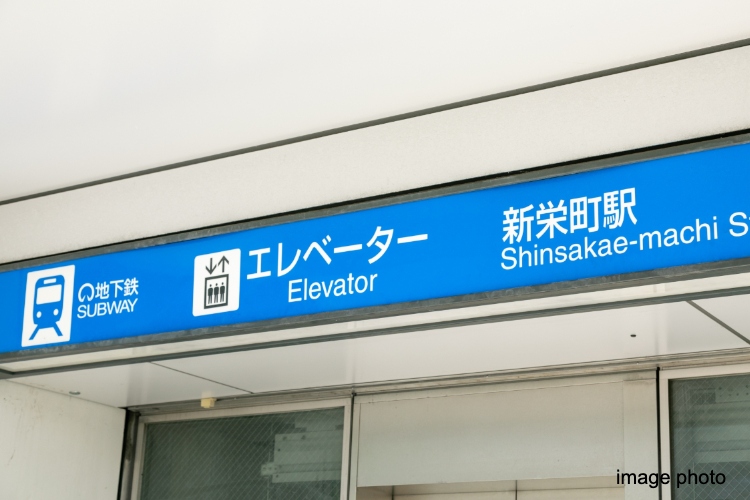 地下鉄
SUBWAY
エレベーター
Elevator
新栄町駅
Shinsakae-machi
image photo